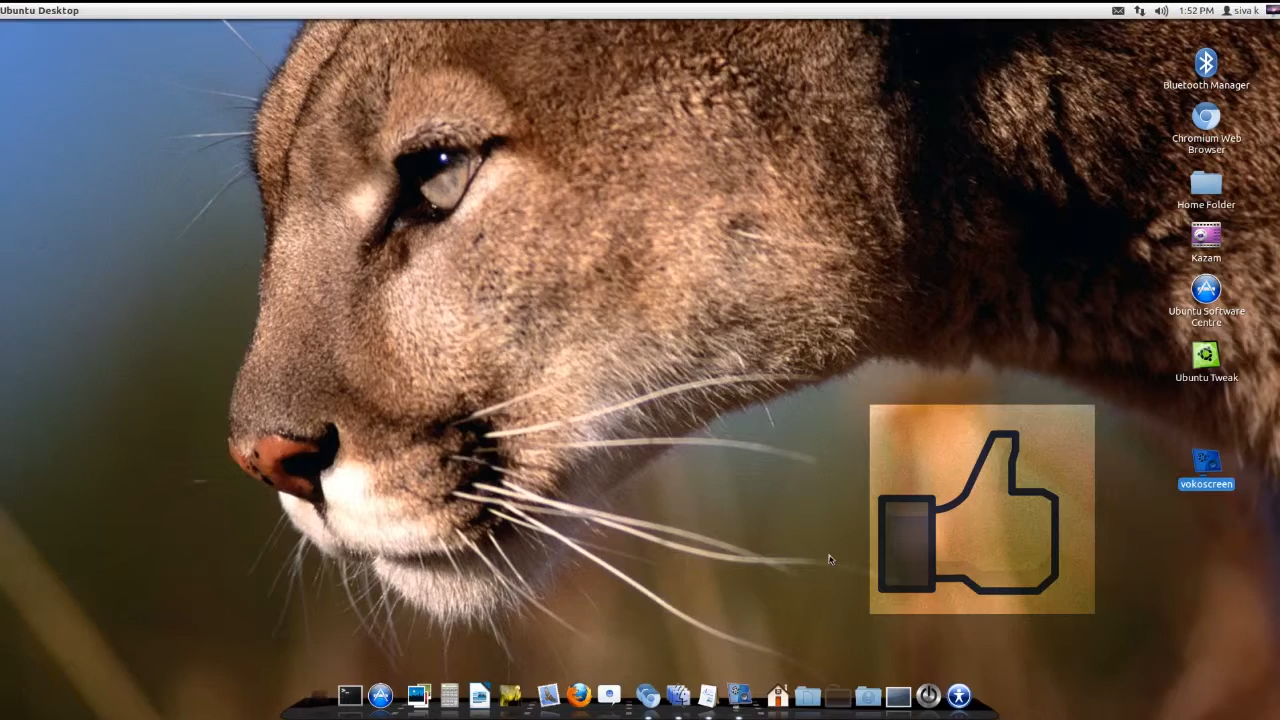 Ubuntu Desktop
1:52 PM
siva k
Bluetooth Manager
Chromium Web
Browser
Home Folder
Kazam
Ubuntu Software
Centre
Ubuntu Tweak
vokoscreen